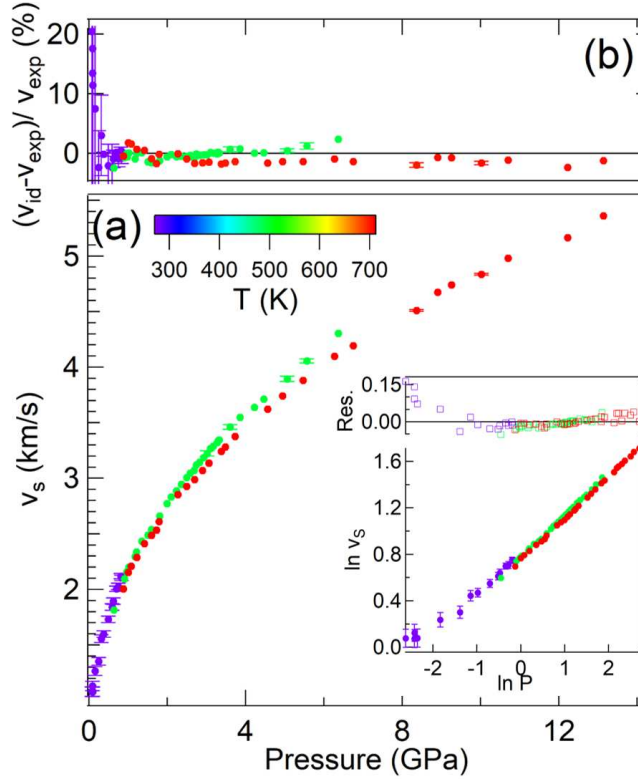 (v_id-v_exp)/ v_exp (%)
20
10
0
(b)
(a)
300 400 500 600 700
T (K)
v_s (km/s)
5
4
3
2
0 4 8 12
Pressure (GPa)
Res.
0.15
0.00
ln v_S
1.6
1.2
0.8
0.4
0.0
-2 -1 0 1 2
ln P